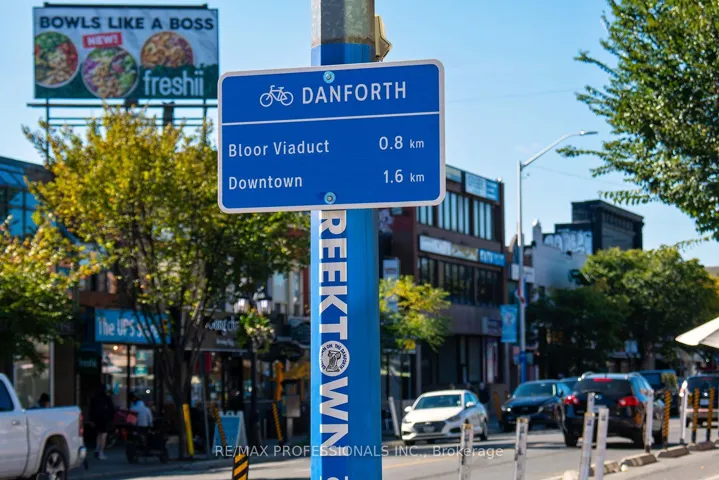 BOWLS LIKE A BOSS
NEW!
freshii
DANFORTH
Bloor Viaduct 0.8 km
Downtown 1.6 km
REEKTOWN
The UPS
RE/MAX PROFESSIONALS INC., Brokerage